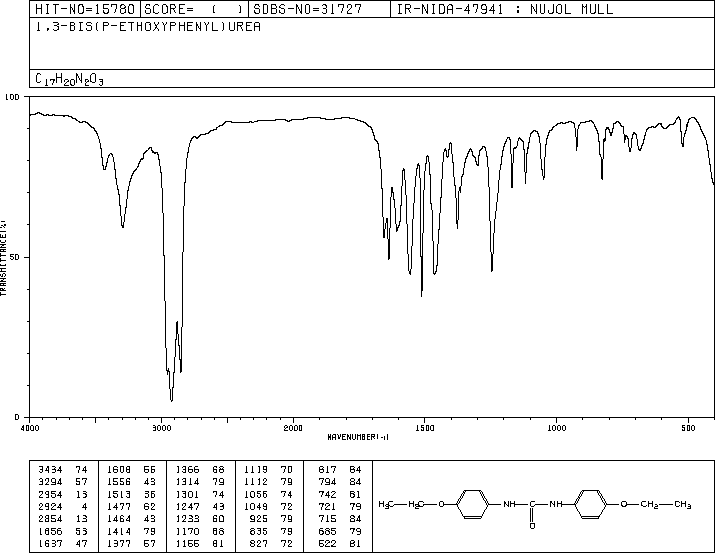 HIT-NO=15780 SCORE= ( ) SDBS-NO=31727 IR-NIDA-47941 : NUJOL MULL
1,3-BIS(P-ETHOXYPHENYL)UREA
C17H20N2O3
100
50
0
TRANSMITTANCE(%)
4000 3000 2000 1500 1000 500
WAVENUMBER(-1)
3434 74 1608 1366 68 1119 70 817 84
3294 57 1556 43 1314 79 1112 79 794 84
2954 13 1513 36 1301 74 1056 74 742 81
2924 4 1477 62 1247 43 1049 72 721 79
2854 13 1464 43 1233 60 925 79 715 84
1656 53 1414 79 1170 68 835 79 685 79
1637 47 1377 57 1156 81 827 72 522 81
H3C H2C O NH C NH O CH2 CH3
O